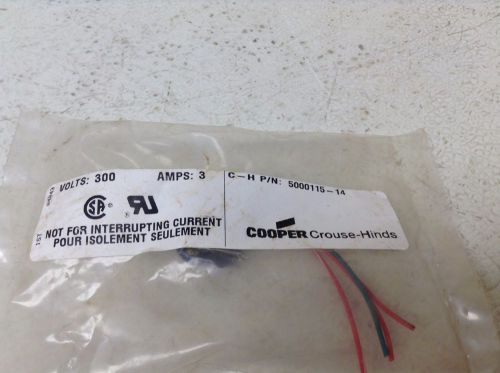 VOLTS: 300 AMPS: 3
NOT FOR INTERRUPTING CURRENT
POUR ISOLEMENT SEULEMENT
C-H P/N: 5000115-14
COOPER Crouse-Hinds